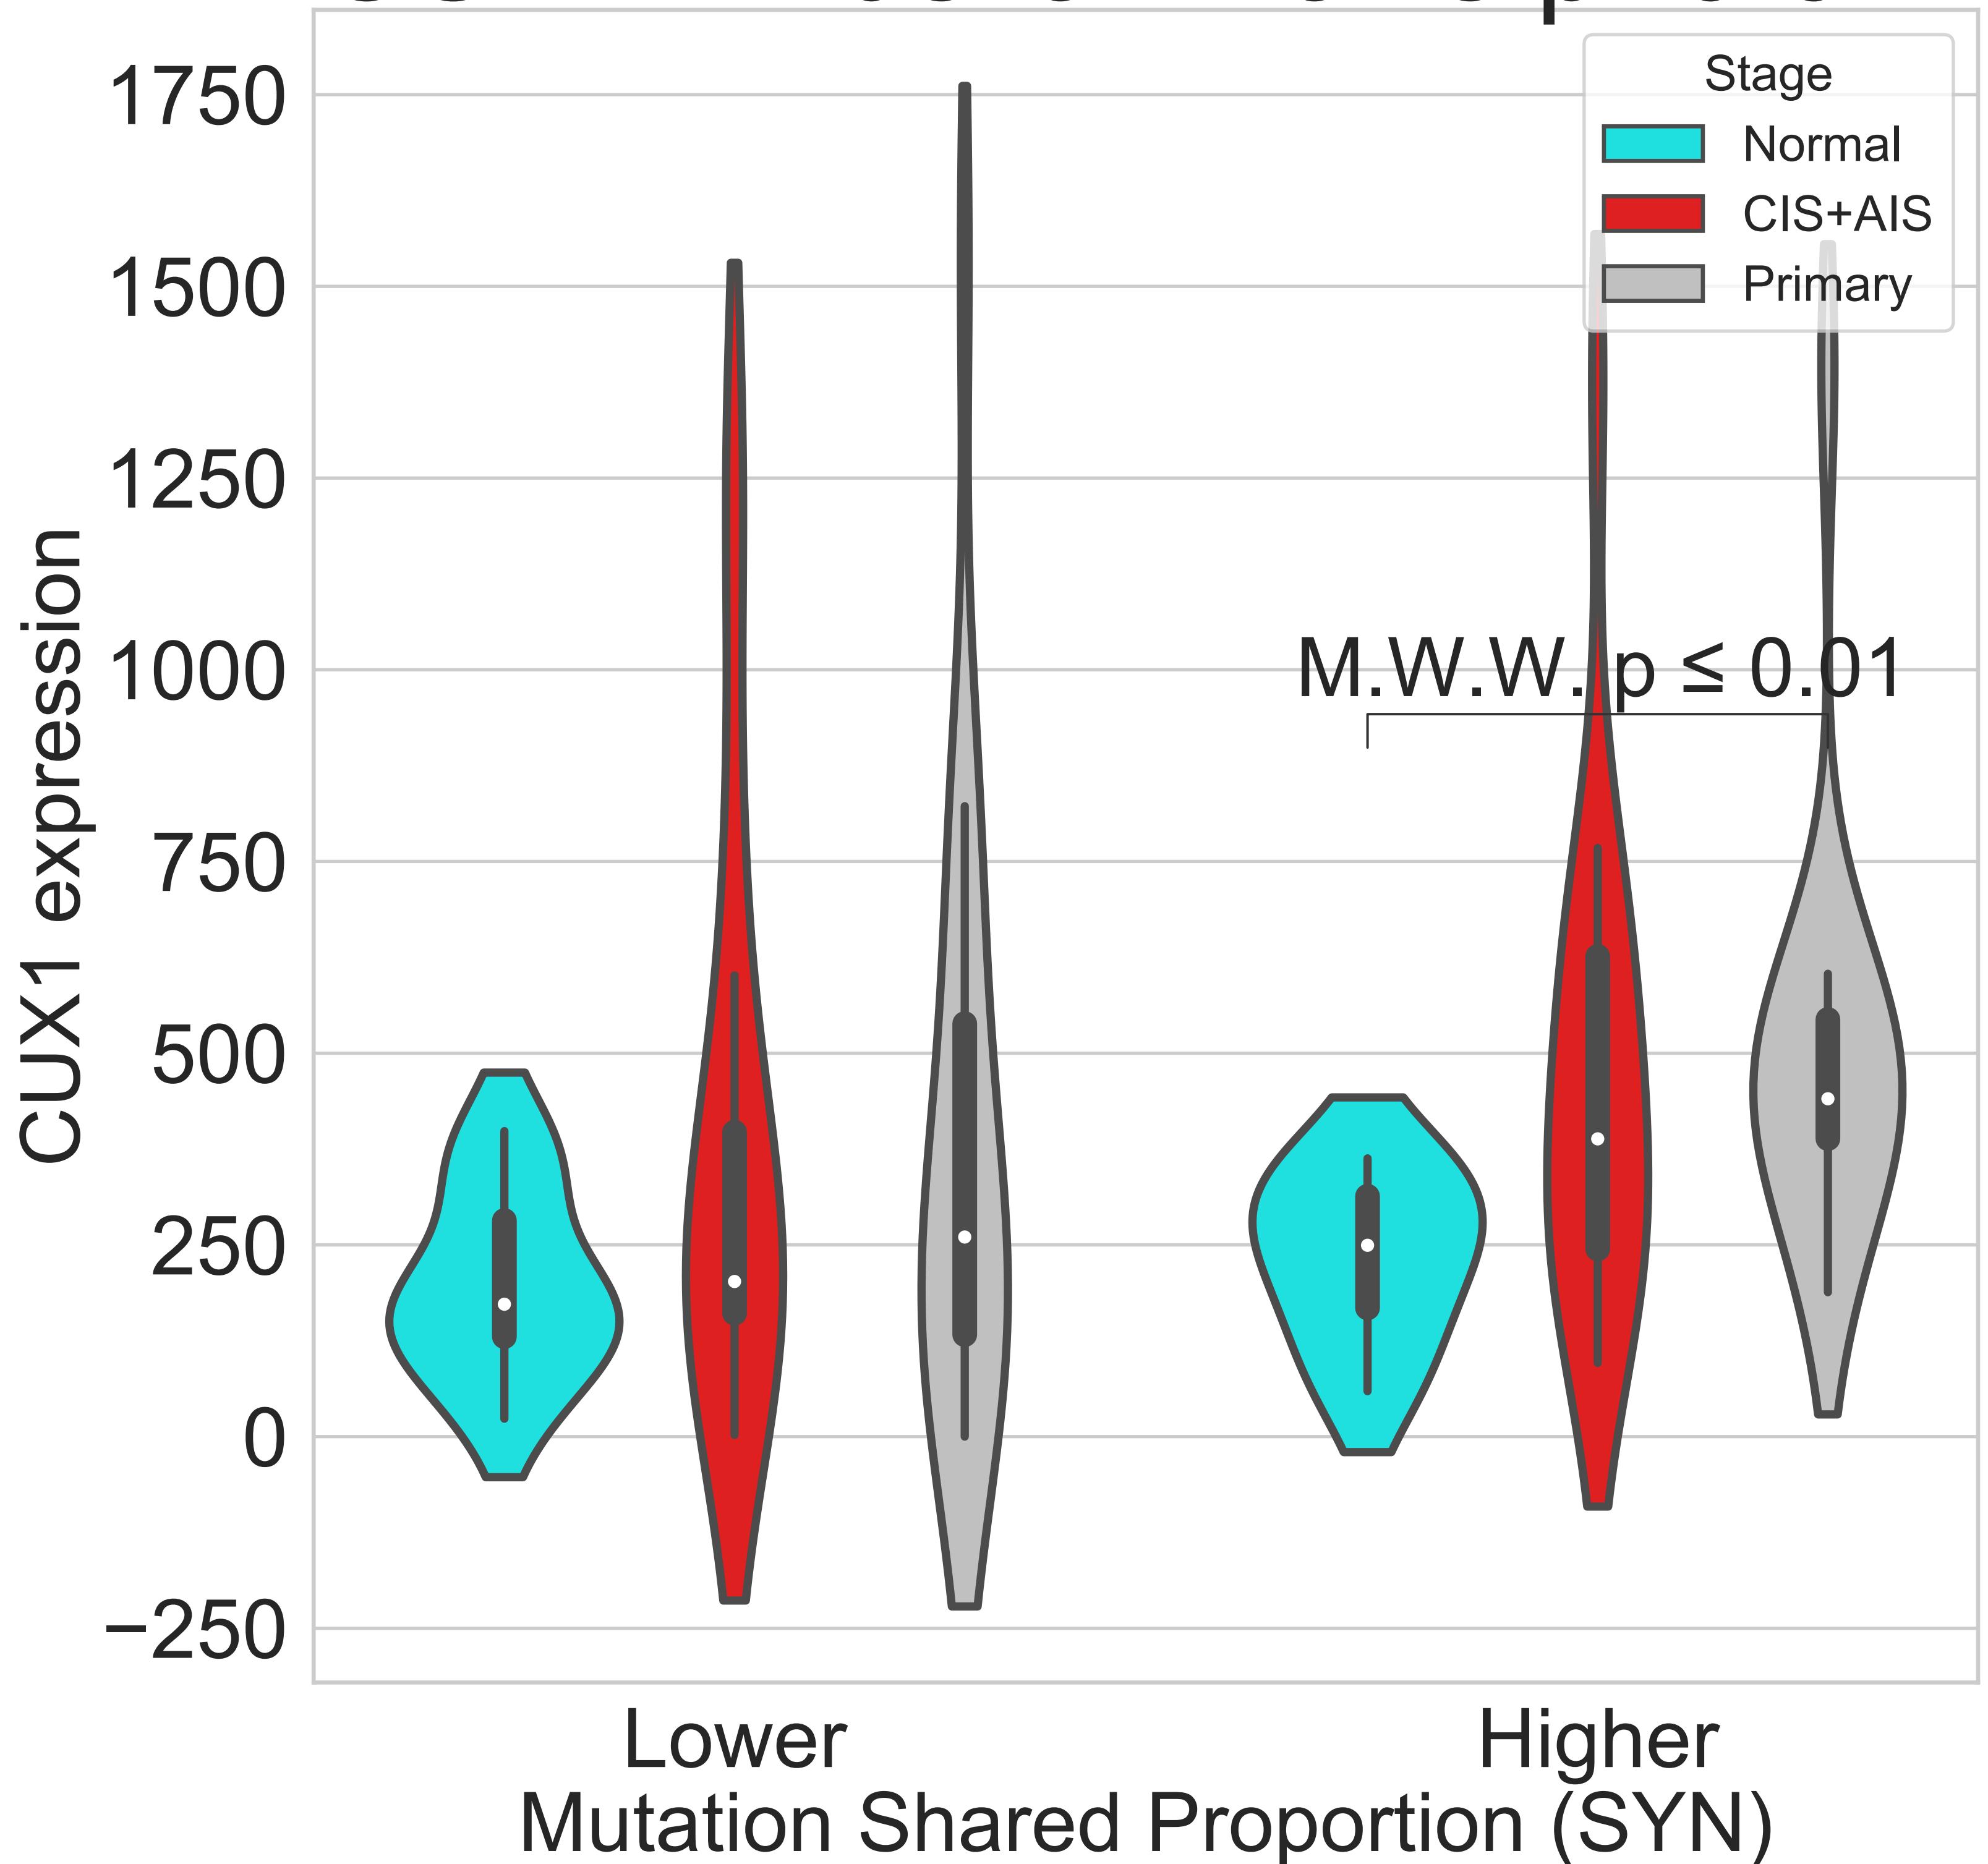 1750
1500
1250
1000
750
500
250
0
−250
CUX1 expression
Stage
Normal
CIS+AIS
Primary
M.W.W. p ≤ 0.01
Lower
Higher
Mutation Shared Proportion (SYN)